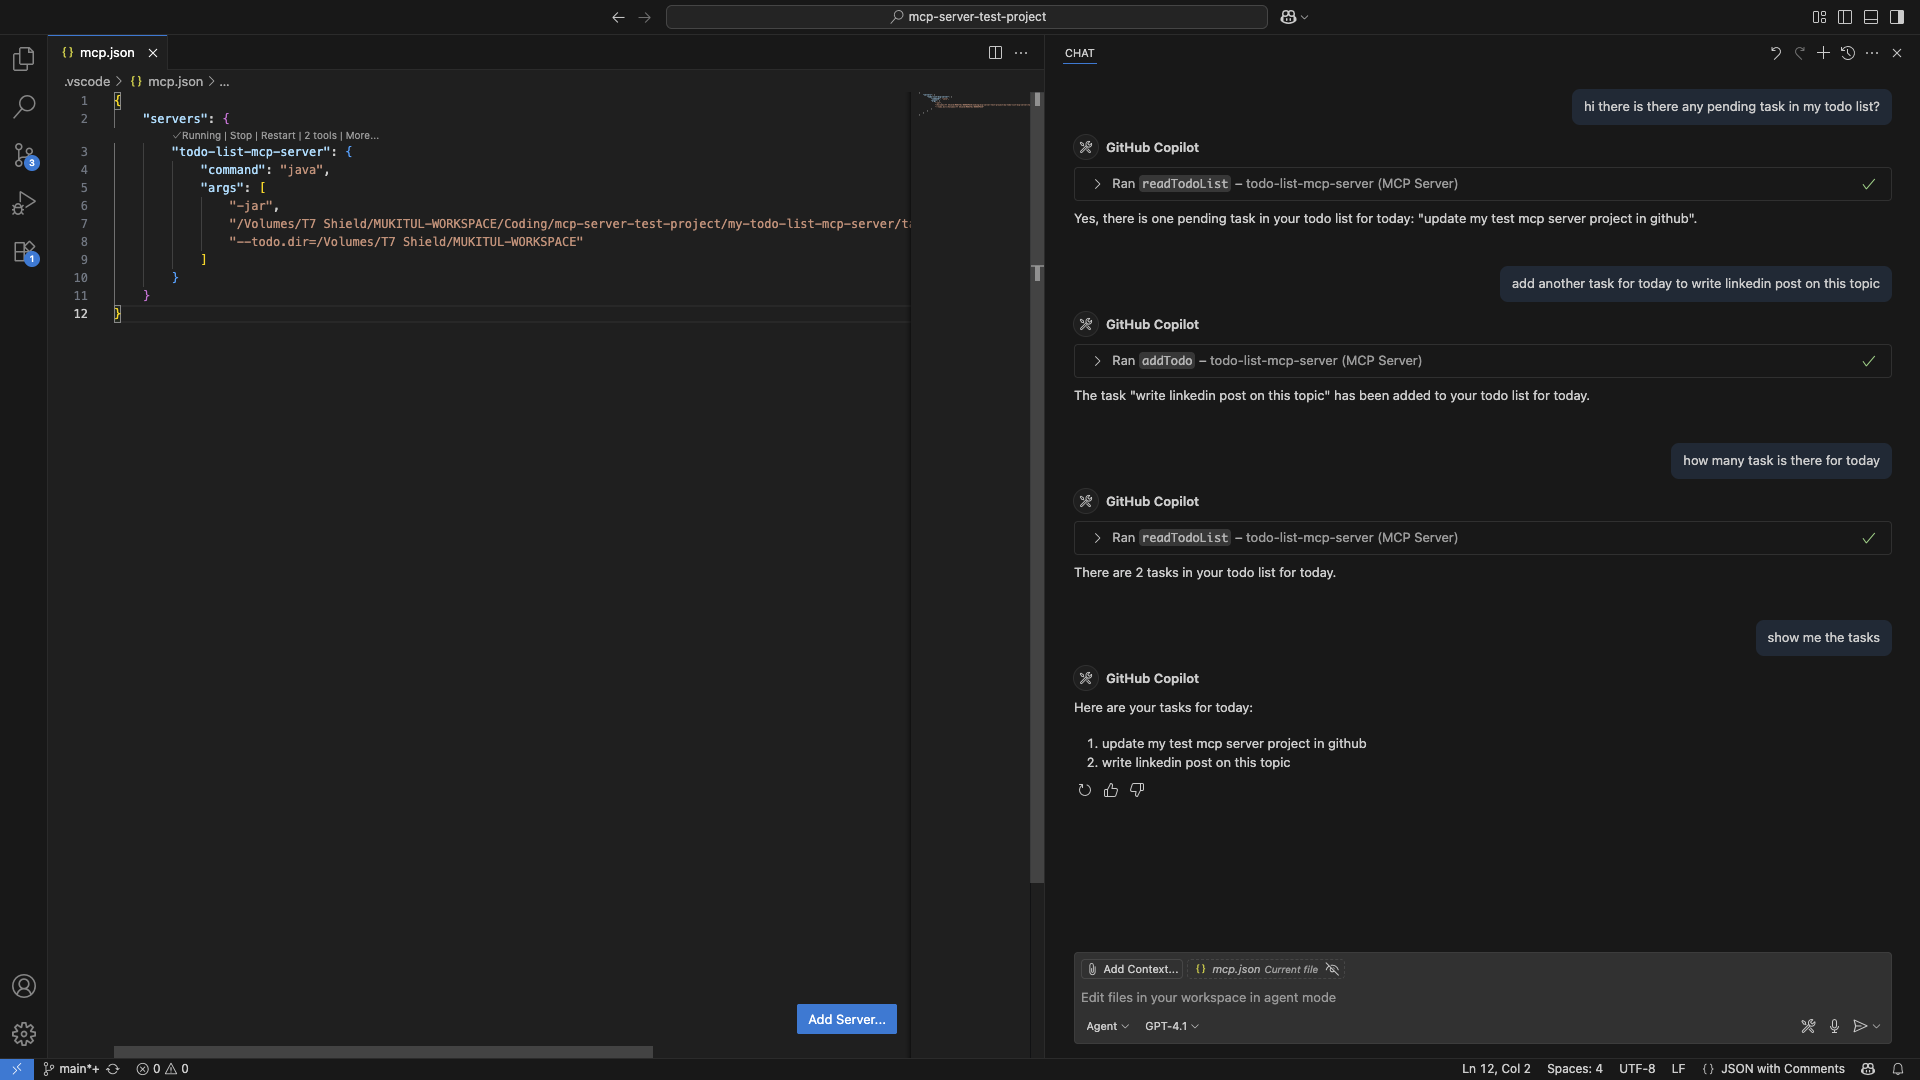 mcp-server-test-project
{} mcp.json
.vscode > {} mcp.json > ...
1 {
2 "servers": {
✓Running | Stop | Restart | 2 tools | More...
3 "todo-list-mcp-server": {
4 "command": "java",
5 "args": [
6 "-jar",
7 "/Volumes/T7 Shield/MUKITUL-WORKSPACE/Coding/mcp-server-test-project/my-todo-list-mcp-server/ta
8 "--todo.dir=/Volumes/T7 Shield/MUKITUL-WORKSPACE"
9 ]
10 }
11 }
12 }
3
1
Add Server...
CHAT
hi there is there any pending task in my todo list?
GitHub Copilot
Ran readTodoList – todo-list-mcp-server (MCP Server)
Yes, there is one pending task in your todo list for today: "update my test mcp server project in github".
add another task for today to write linkedin post on this topic
GitHub Copilot
Ran addTodo – todo-list-mcp-server (MCP Server)
The task "write linkedin post on this topic" has been added to your todo list for today.
how many task is there for today
GitHub Copilot
Ran readTodoList – todo-list-mcp-server (MCP Server)
There are 2 tasks in your todo list for today.
show me the tasks
GitHub Copilot
Here are your tasks for today:
1. update my test mcp server project in github
2. write linkedin post on this topic
Add Context... {} mcp.json Current file
Edit files in your workspace in agent mode
Agent GPT-4.1
main*+ 0 0 Ln 12, Col 2 Spaces: 4 UTF-8 LF {} JSON with Comments